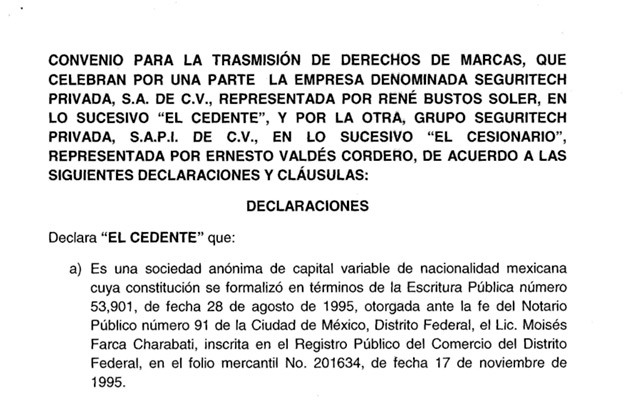 CONVENIO PARA LA TRASMISIÓN DE DERECHOS DE MARCAS, QUE
CELEBRAN POR UNA PARTE LA EMPRESA DENOMINADA SEGURITECH
PRIVADA, S.A. DE C.V., REPRESENTADA POR RENÉ BUSTOS SOLER, EN
LO SUCESIVO “EL CEDENTE”, Y POR LA OTRA, GRUPO SEGURITECH
PRIVADA, S.A.P.I. DE C.V., EN LO SUCESIVO “EL CESIONARIO”,
REPRESENTADA POR ERNESTO VALDÉS CORDERO, DE ACUERDO A LAS
SIGUIENTES DECLARACIONES Y CLÁUSULAS:
DECLARACIONES
Declara “EL CEDENTE” que:
a) Es una sociedad anónima de capital variable de nacionalidad mexicana
cuya constitución se formalizó en términos de la Escritura Pública número
53,901, de fecha 28 de agosto de 1995, otorgada ante la fe del Notario
Público número 91 de la Ciudad de México, Distrito Federal, el Lic. Moisés
Farca Charabati, inscrita en el Registro Público del Comercio del Distrito
Federal, en el folio mercantil No. 201634, de fecha 17 de noviembre de
1995.